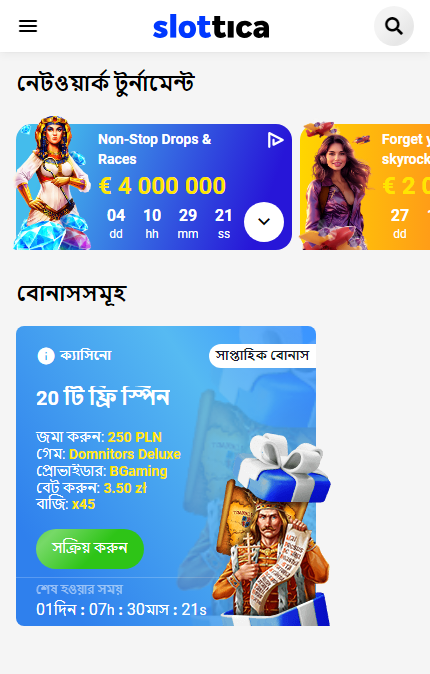 slottica
নেটওয়ার্ক টুর্নামেন্ট
Non-Stop Drops &
Races
€ 4 000 000
04 10 29 21
dd hh mm ss
Forget
skyrock
€ 2
27
dd
বোনাসসমূহ
ক্যাসিনো
সাপ্তাহিক বোনাস
20 টি ফ্রি স্পিন
জমা করুন: 250 PLN
গেম: Domnitors Deluxe
প্রোভাইডার: BGaming
বেট করুন: 3.50 zł
বাজি: x45
সক্রিয় করুন
শেষ হওয়ার সময়
01দিন : 07h : 30মাস : 21s